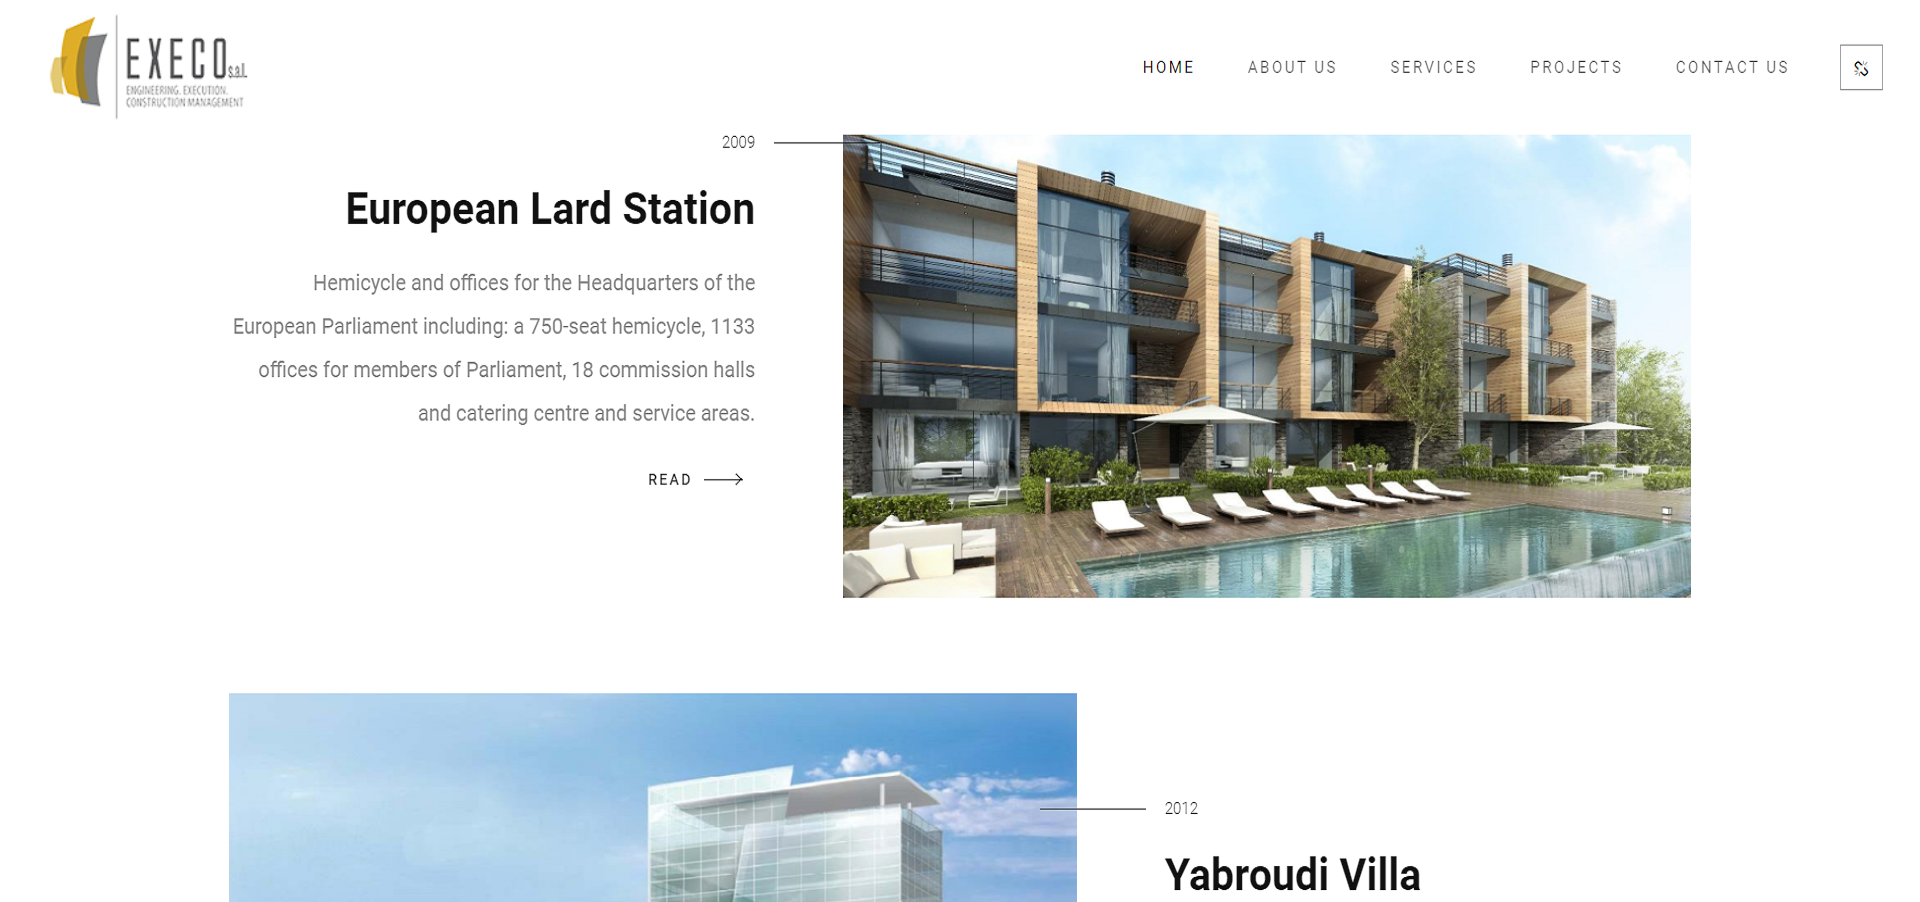 EXECO s.a.l.
ENGINEERING. EXECUTION.
CONSTRUCTION MANAGEMENT
HOME
ABOUT US
SERVICES
PROJECTS
CONTACT US
2009
European Lard Station
Hemicycle and offices for the Headquarters of the
European Parliament including: a 750-seat hemicycle, 1133
offices for members of Parliament, 18 commission halls
and catering centre and service areas.
READ
2012
Yabroudi Villa